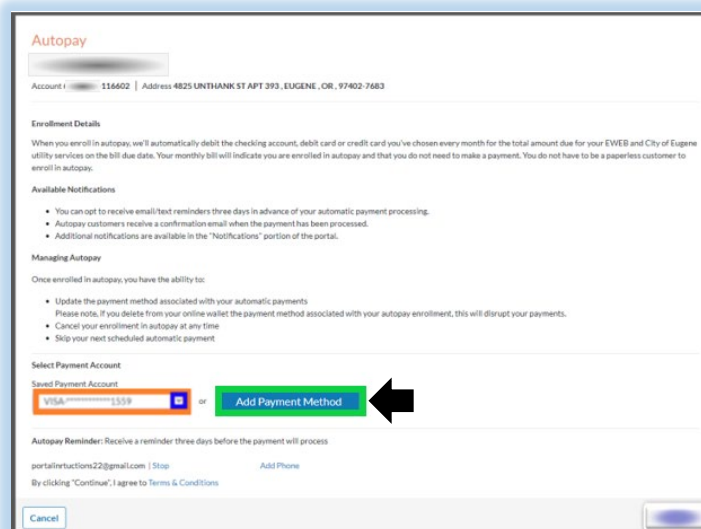 Autopay
Account 116602 | Address 4825 UNTHANK ST APT 393 , EUGENE , OR , 97402-7683
Enrollment Details
When you enroll in autopay, we'll automatically debit the checking account, debit card or credit card you've chosen every month for the total amount due for your EWEB and City of Eugene
utility services on the bill due date. Your monthly bill will indicate you are enrolled in autopay and that you do not need to make a payment. You do not have to be a paperless customer to
enroll in autopay.
Available Notifications
• You can opt to receive email/text reminders three days in advance of your automatic payment processing.
• Autopay customers receive a confirmation email when the payment has been processed.
• Additional notifications are available in the "Notifications" portion of the portal.
Managing Autopay
Once enrolled in autopay, you have the ability to:
• Update the payment method associated with your automatic payments
Please note, if you delete from your online wallet the payment method associated with your autopay enrollment, this will disrupt your payments.
• Cancel your enrollment in autopay at any time
• Skip your next scheduled automatic payment
Select Payment Account
Saved Payment Account
VISA-************1559 or Add Payment Method
Autopay Reminder: Receive a reminder three days before the payment will process
portalinrtuctions22@gmail.com | Stop Add Phone
By clicking "Continue", I agree to Terms & Conditions
Cancel